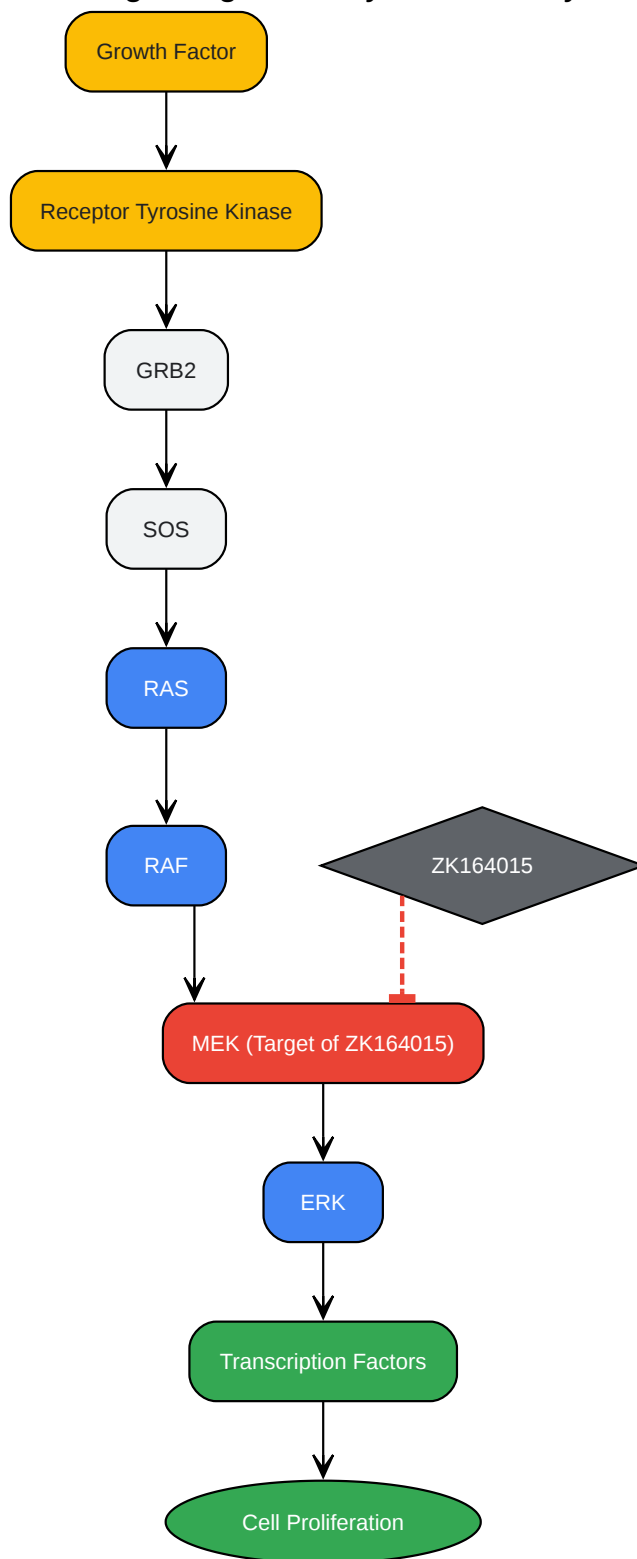 Growth Factor
Receptor Tyrosine Kinase
GRB2
SOS
RAS
RAF
ZK164015
MEK (Target of ZK164015)
ERK
Transcription Factors
Cell Proliferation